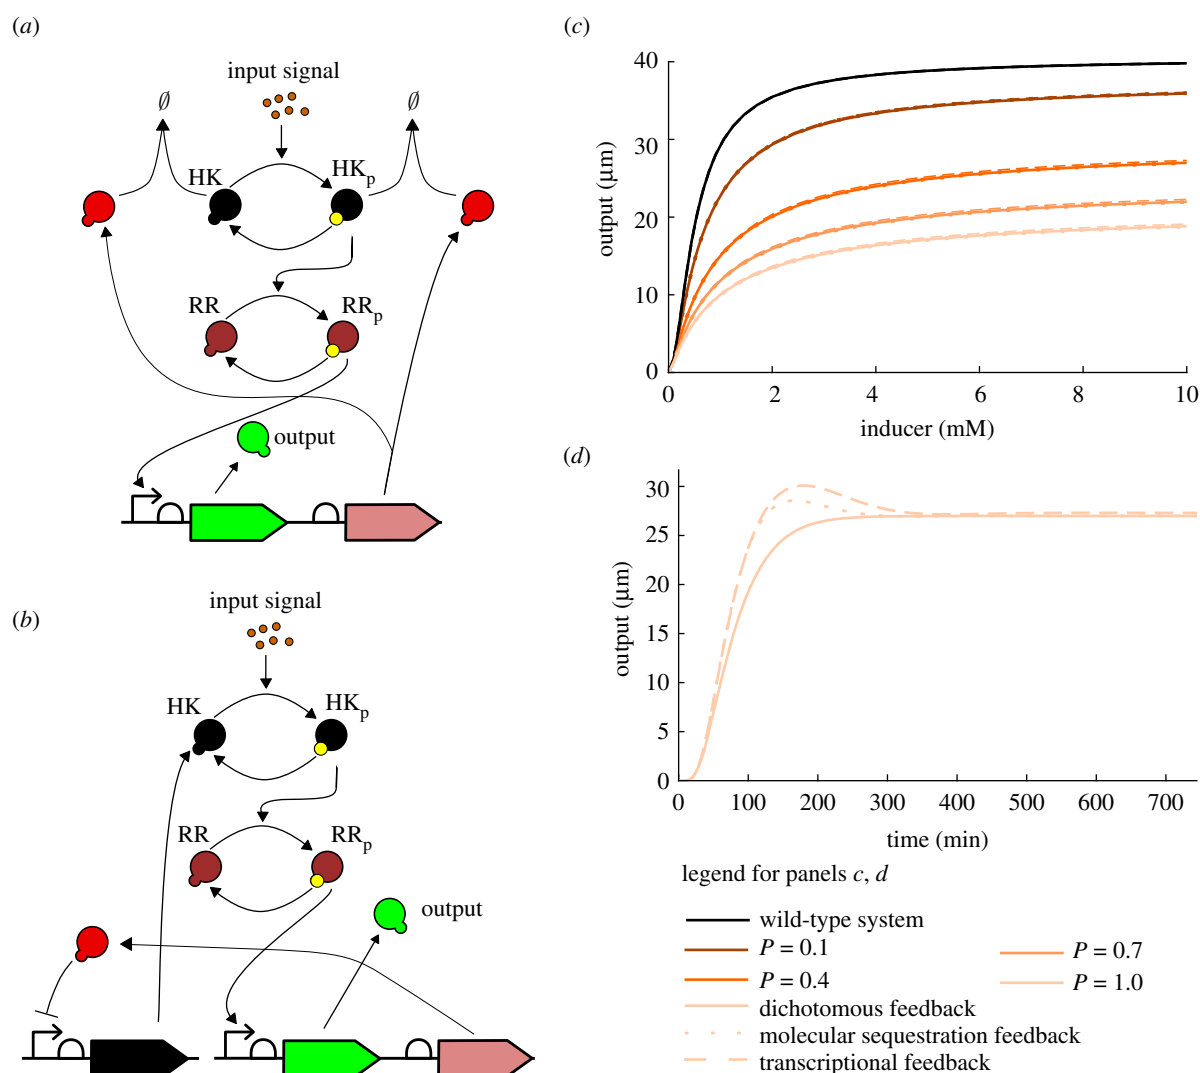 (a)
input signal
∅
∅
HK
HKp
RR
RRp
output
(b)
input signal
HK
HKp
RR
RRp
output
(c)
output (µm)
40
30
20
10
0
0 2 4 6 8 10
inducer (mM)
(d)
output (µm)
30
25
20
15
10
5
0
0 100 200 300 400 500 600 700
time (min)
legend for panels c, d
wild-type system
P = 0.1
P = 0.7
P = 0.4
P = 1.0
dichotomous feedback
molecular sequestration feedback
transcriptional feedback